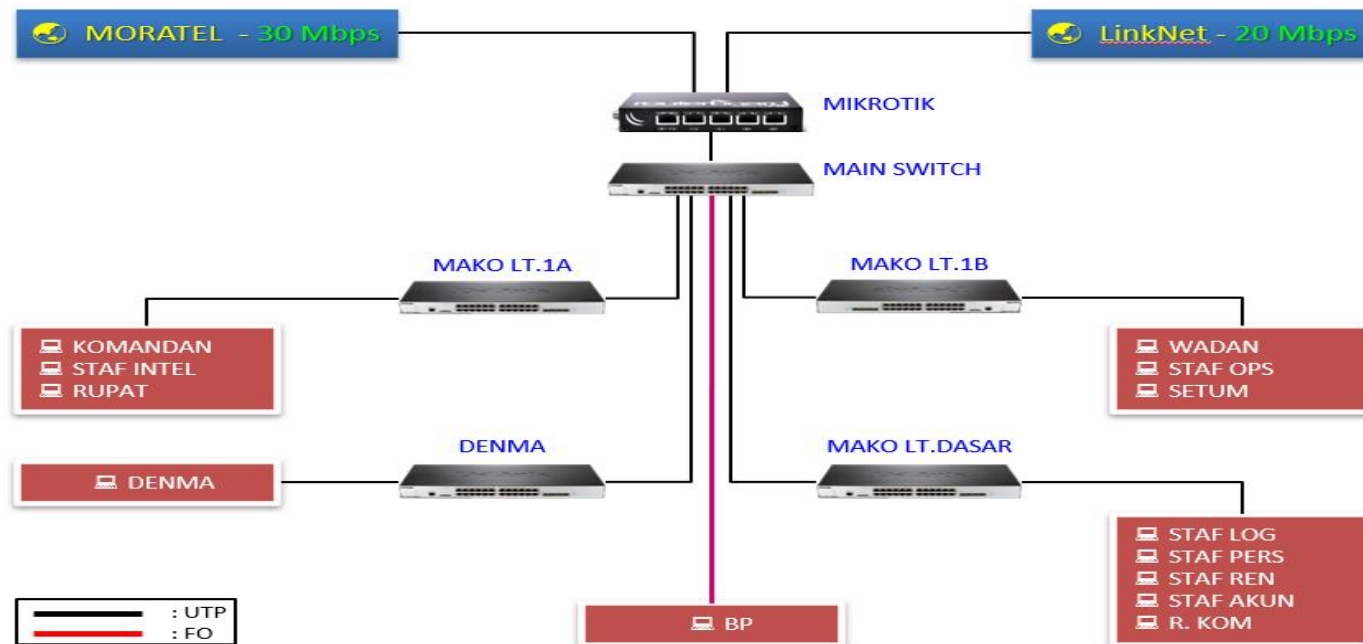 MORATEL - 30 Mbps
LinkNet - 20 Mbps
MIKROTIK
MAIN SWITCH
MAKO LT.1A
MAKO LT.1B
KOMANDAN
STAF INTEL
RUPAT
WADAN
STAF OPS
SETUM
DENMA
MAKO LT.DASAR
DENMA
STAF LOG
STAF PERS
STAF REN
STAF AKUN
R. KOM
: UTP
: FO
BP